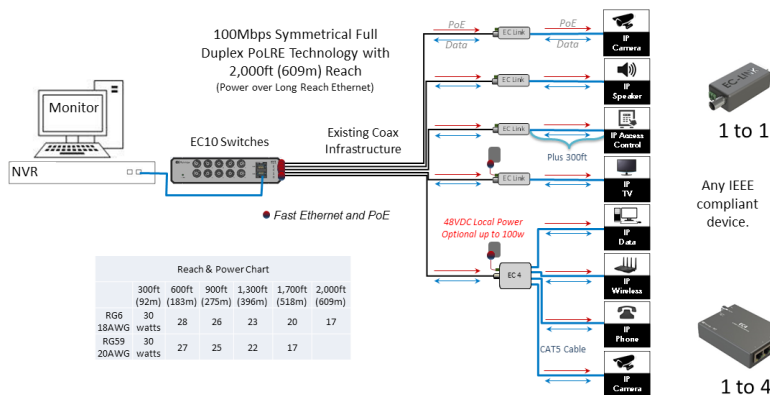 100Mbps Symmetrical Full
Duplex PoLRE Technology with
2,000ft (609m) Reach
(Power over Long Reach Ethernet)
Monitor
NVR
EC10 Switches
Existing Coax
Infrastructure
Fast Ethernet and PoE
PoE
Data
EC Link
PoE
Data
IP
Camera
EC Link
IP
Speaker
EC Link
IP Access
Control
Plus 300ft
EC Link
IP
TV
48VDC Local Power
Optional up to 100w
EC 4
IP
Data
IP
Wireless
IP
Phone
CAT5 Cable
IP
Camera
EC-LINK
1 to 1
Any IEEE
compliant
device.
1 to 4
Reach & Power Chart
300ft 600ft 900ft 1,300ft 1,700ft 2,000ft
(92m) (183m) (275m) (396m) (518m) (609m)
RG6 18AWG 30 watts 28 26 23 20 17
RG59 20AWG 30 watts 27 25 22 17